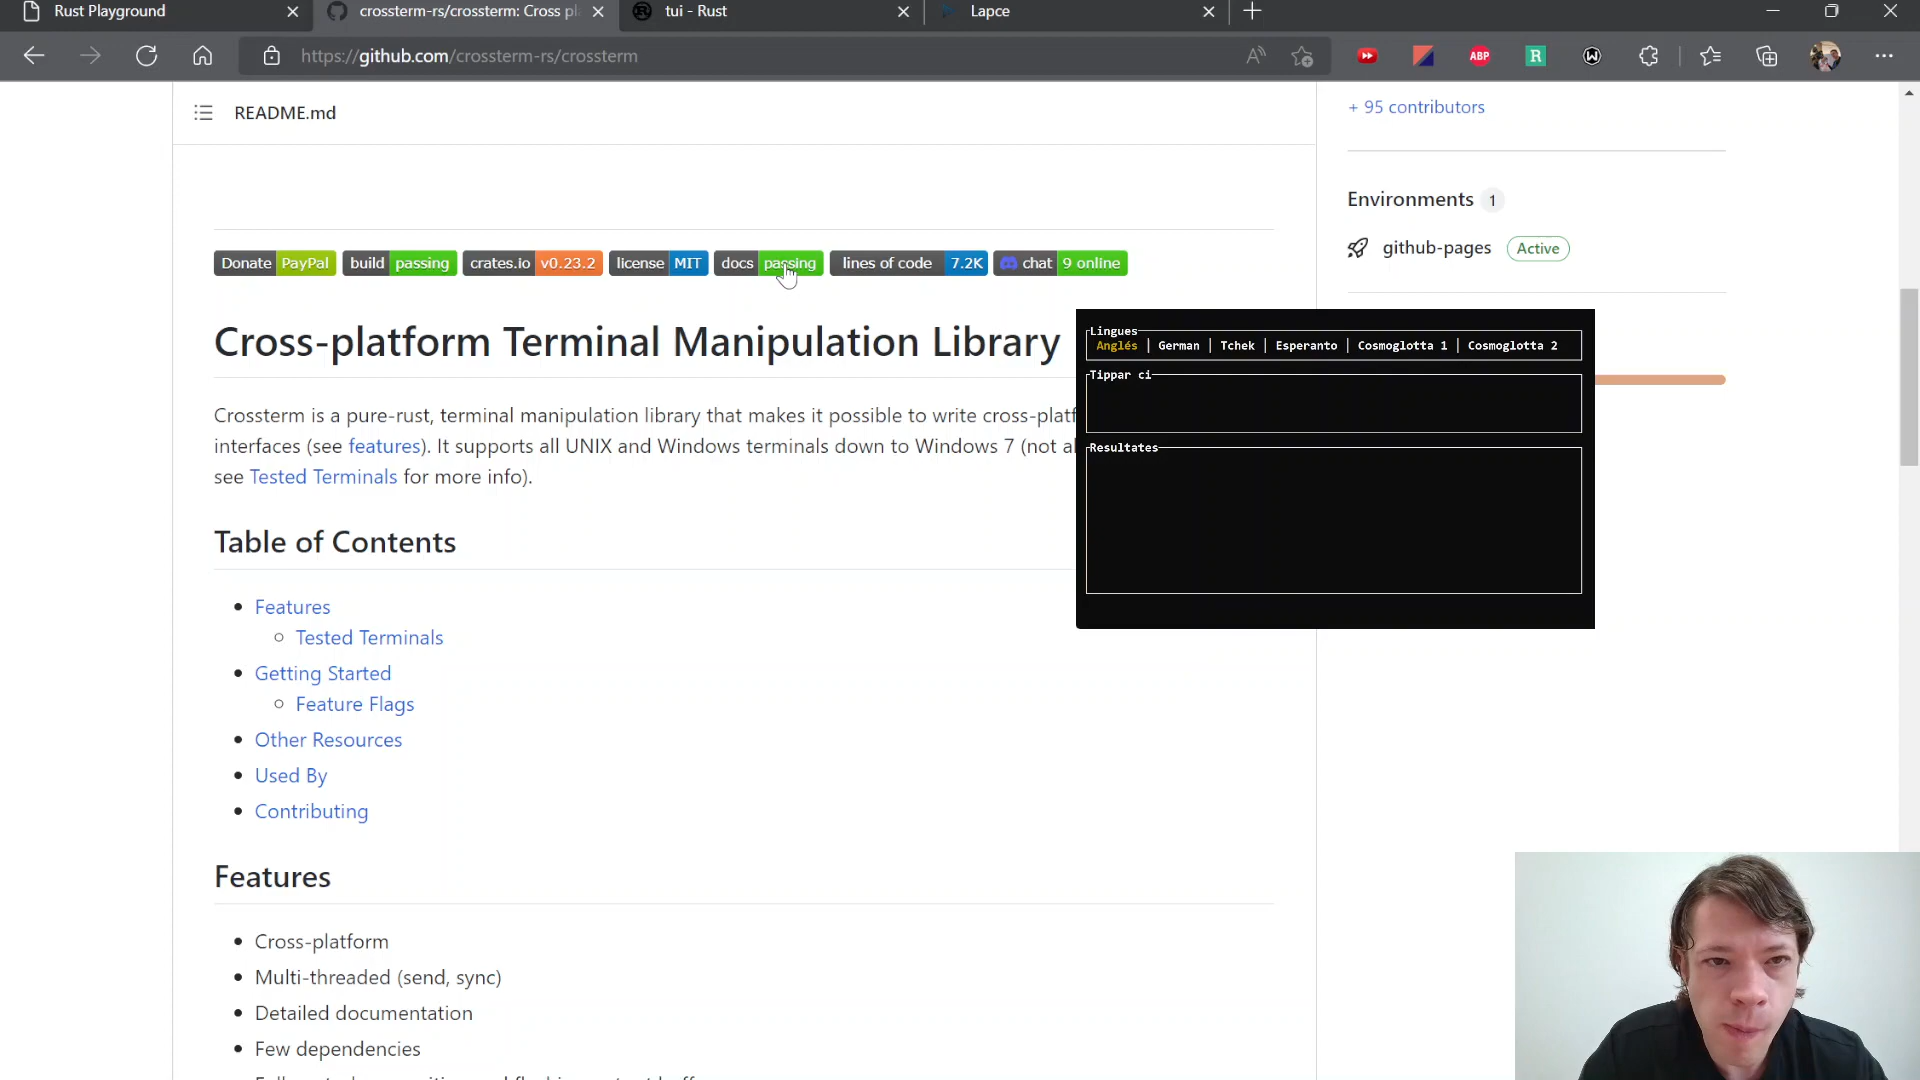 Rust Playground
crossterm-rs/crossterm: Cross pl
tui - Rust
Lapce
https://github.com/crossterm-rs/crossterm
ABP
R
W
README.md
+ 95 contributors
Environments 1
github-pages Active
Donate PayPal build passing crates.io v0.23.2 license MIT docs passing lines of code 7.2K chat 9 online
Cross-platform Terminal Manipulation Library
Crossterm is a pure-rust, terminal manipulation library that makes it possible to write cross-platf
interfaces (see features). It supports all UNIX and Windows terminals down to Windows 7 (not al
see Tested Terminals for more info).
Lingues
Anglés | German | Tchek | Esperanto | Cosmoglotta 1 | Cosmoglotta 2
Tippar ci
Resultates
Table of Contents
Features
Tested Terminals
Getting Started
Feature Flags
Other Resources
Used By
Contributing
Features
Cross-platform
Multi-threaded (send, sync)
Detailed documentation
Few dependencies